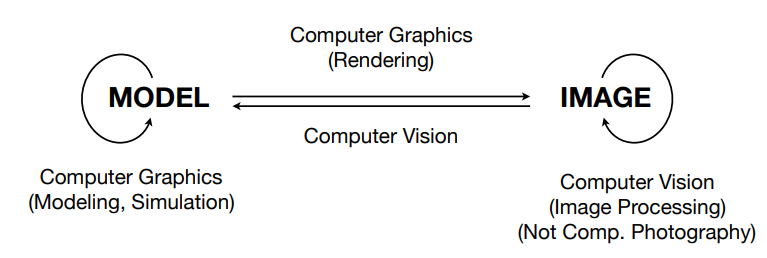 Computer Graphics
(Rendering)
MODEL
IMAGE
Computer Vision
Computer Graphics
(Modeling, Simulation)
Computer Vision
(Image Processing)
(Not Comp. Photography)